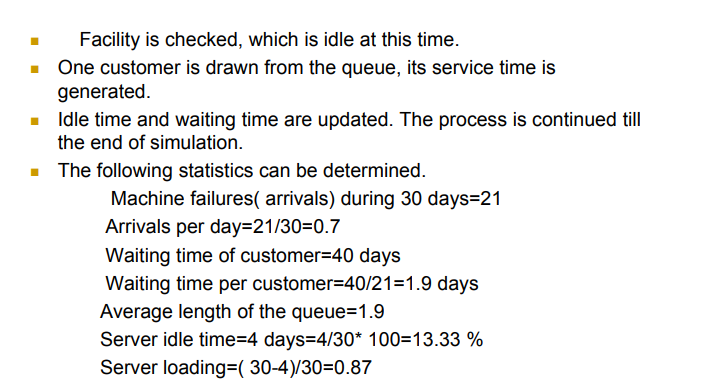 Facility is checked, which is idle at this time.
One customer is drawn from the queue, its service time is
generated.
Idle time and waiting time are updated. The process is continued till
the end of simulation.
The following statistics can be determined.
Machine failures( arrivals) during 30 days=21
Arrivals per day=21/30=0.7
Waiting time of customer=40 days
Waiting time per customer=40/21=1.9 days
Average length of the queue=1.9
Server idle time=4 days=4/30* 100=13.33 %
Server loading=( 30-4)/30=0.87